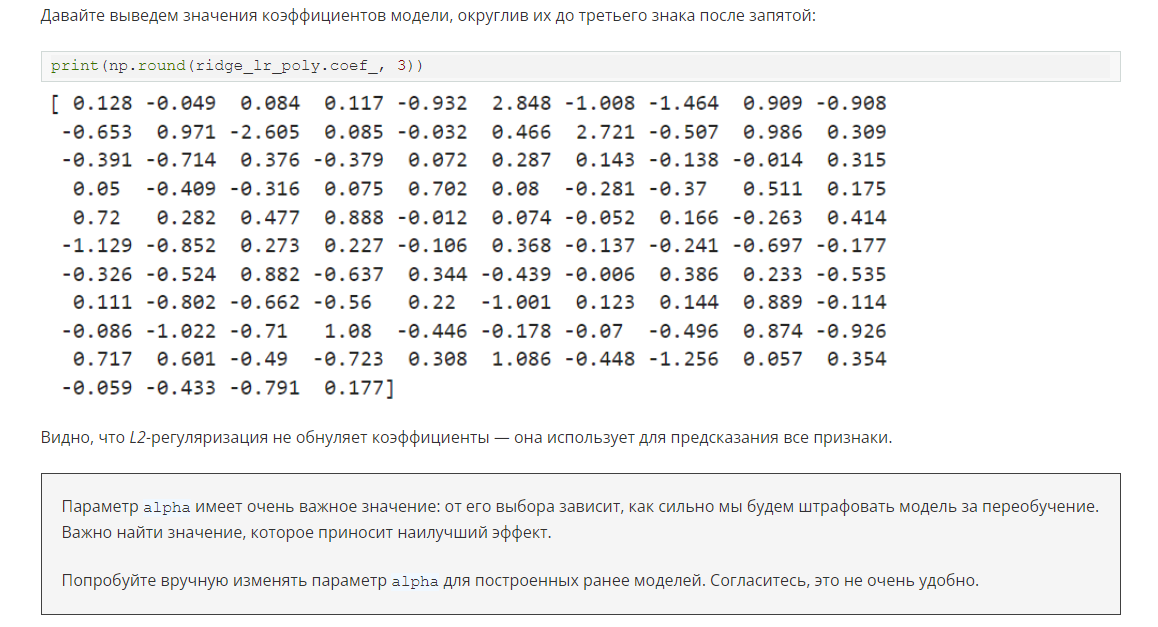 Давайте выведем значения коэффициентов модели, округлив их до третьего знака после запятой:
print(np.round(ridge_lr_poly.coef_, 3))
[ 0.128 -0.049  0.084  0.117 -0.932  2.848 -1.008 -1.464  0.909 -0.908
 -0.653  0.971 -2.605  0.085 -0.032  0.466  2.721 -0.507  0.986  0.309
 -0.391 -0.714  0.376 -0.379  0.072  0.287  0.143 -0.138 -0.014  0.315
  0.05  -0.409 -0.316  0.075  0.702  0.08  -0.281 -0.37   0.511  0.175
  0.72   0.282  0.477  0.888 -0.012  0.074 -0.052  0.166 -0.263  0.414
 -1.129 -0.852  0.273  0.227 -0.106  0.368 -0.137 -0.241 -0.697 -0.177
 -0.326 -0.524  0.882 -0.637  0.344 -0.439 -0.006  0.386  0.233 -0.535
  0.111 -0.802 -0.662 -0.56   0.22  -1.001  0.123  0.144  0.889 -0.114
 -0.086 -1.022 -0.71   1.08  -0.446 -0.178 -0.07  -0.496  0.874 -0.926
  0.717  0.601 -0.49  -0.723  0.308  1.086 -0.448 -1.256  0.057  0.354
 -0.059 -0.433 -0.791  0.177]
Видно, что L2-регуляризация не обнуляет коэффициенты — она использует для предсказания все признаки.
Параметр alpha имеет очень важное значение: от его выбора зависит, как сильно мы будем штрафовать модель за переобучение.
Важно найти значение, которое приносит наилучший эффект.
Попробуйте вручную изменять параметр alpha для построенных ранее моделей. Согласитесь, это не очень удобно.